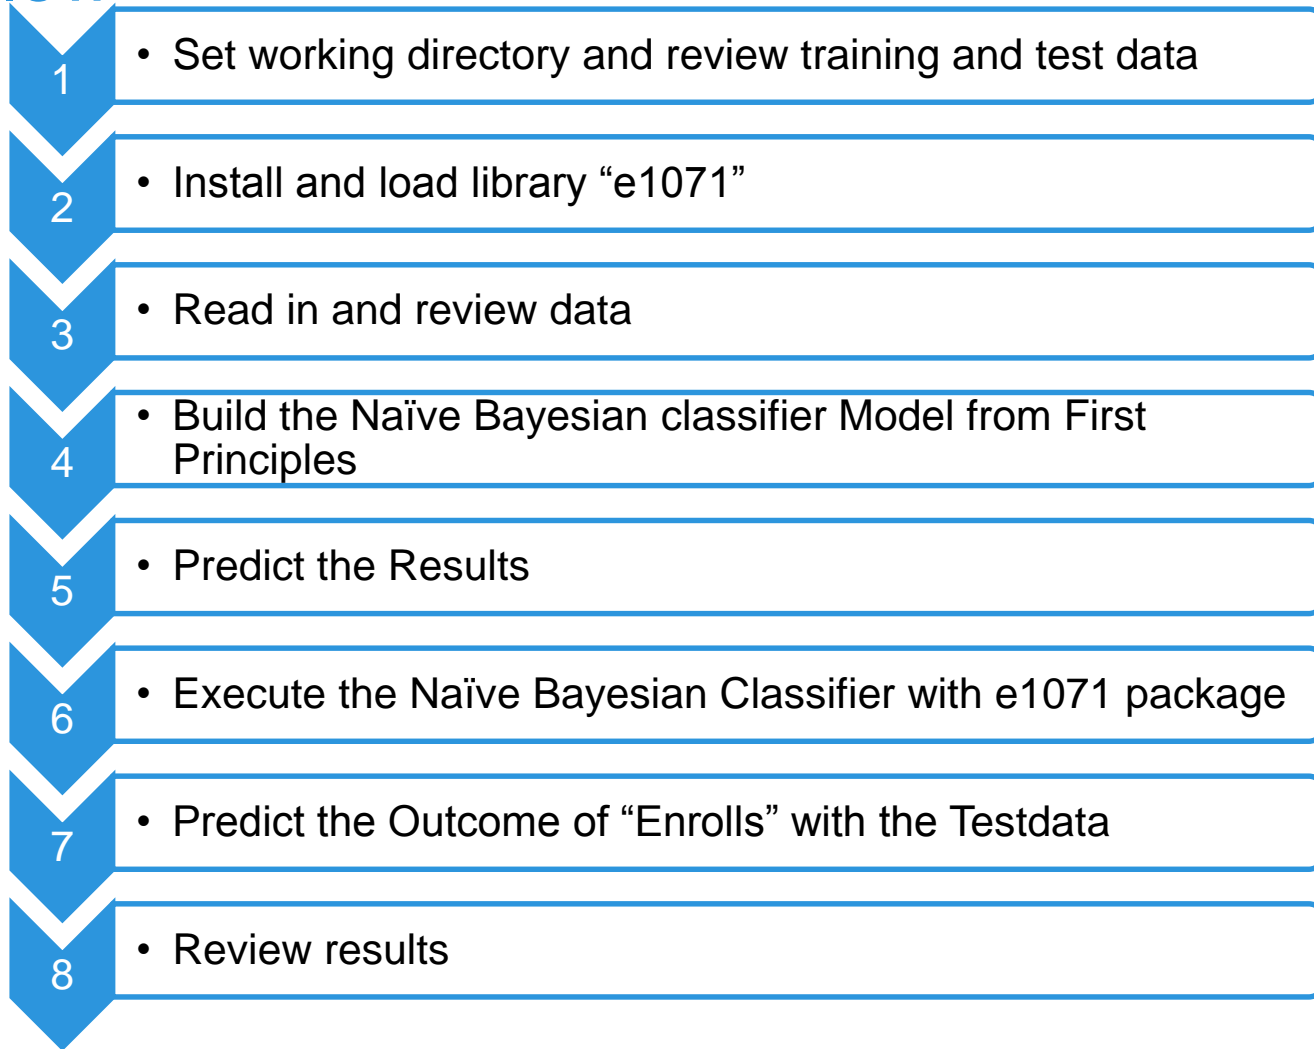 1
• Set working directory and review training and test data
2
• Install and load library “e1071”
3
• Read in and review data
4
• Build the Naïve Bayesian classifier Model from First
Principles
5
• Predict the Results
6
• Execute the Naïve Bayesian Classifier with e1071 package
7
• Predict the Outcome of “Enrolls” with the Testdata
8
• Review results